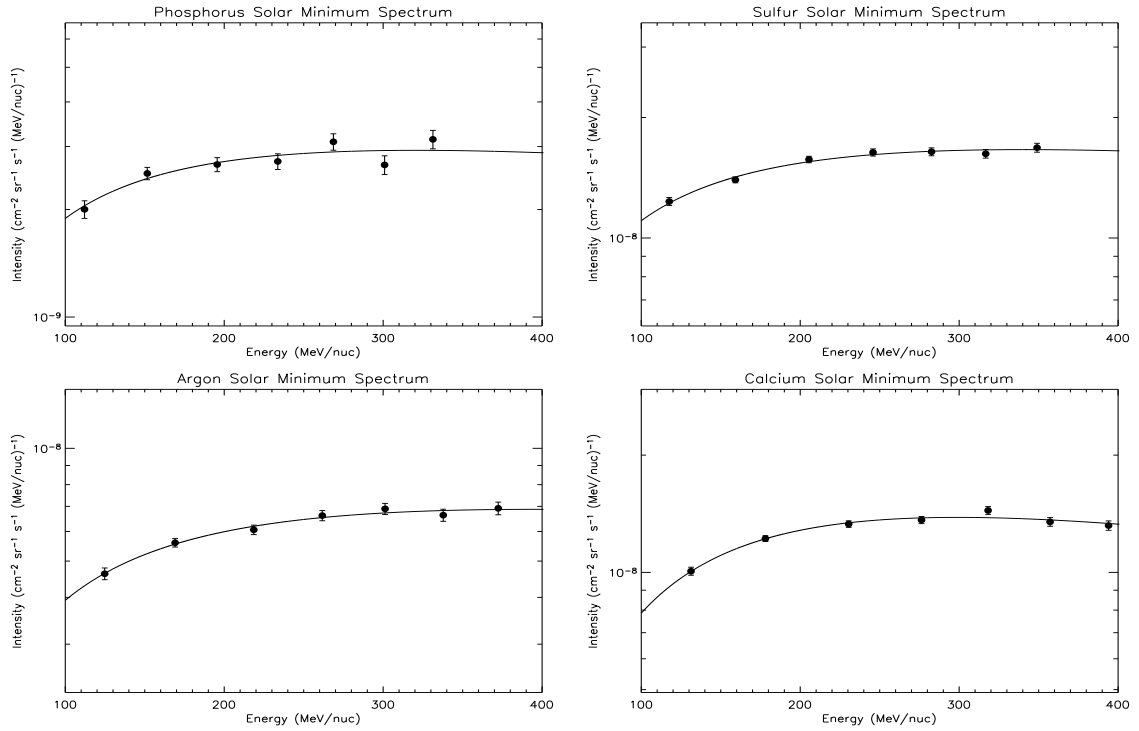 Phosphorus Solar Minimum Spectrum
Intensity (cm⁻² sr⁻¹ s⁻¹ (MeV/nuc)⁻¹)
10⁻⁹
100 200 300 400
Energy (MeV/nuc)
Sulfur Solar Minimum Spectrum
Intensity (cm⁻² sr⁻¹ s⁻¹ (MeV/nuc)⁻¹)
10⁻⁸
100 200 300 400
Energy (MeV/nuc)
Argon Solar Minimum Spectrum
Intensity (cm⁻² sr⁻¹ s⁻¹ (MeV/nuc)⁻¹)
10⁻⁸
100 200 300 400
Energy (MeV/nuc)
Calcium Solar Minimum Spectrum
Intensity (cm⁻² sr⁻¹ s⁻¹ (MeV/nuc)⁻¹)
10⁻⁸
100 200 300 400
Energy (MeV/nuc)